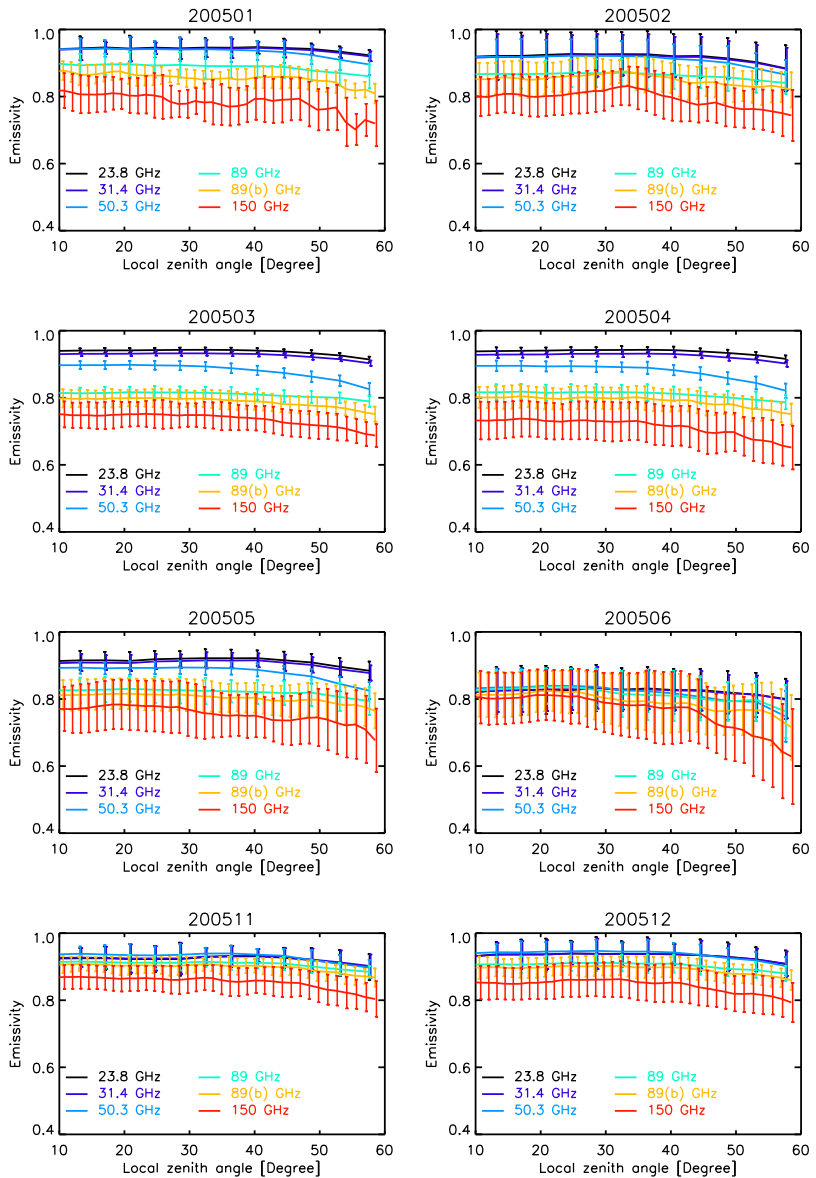 200501
1.0
0.8
0.6
0.4
Emissivity
23.8 GHz 89 GHz
31.4 GHz 89(b) GHz
50.3 GHz 150 GHz
10 20 30 40 50 60
Local zenith angle [Degree]
200502
1.0
0.8
0.6
0.4
Emissivity
23.8 GHz 89 GHz
31.4 GHz 89(b) GHz
50.3 GHz 150 GHz
10 20 30 40 50 60
Local zenith angle [Degree]
200503
1.0
0.8
0.6
0.4
Emissivity
23.8 GHz 89 GHz
31.4 GHz 89(b) GHz
50.3 GHz 150 GHz
10 20 30 40 50 60
Local zenith angle [Degree]
200504
1.0
0.8
0.6
0.4
Emissivity
23.8 GHz 89 GHz
31.4 GHz 89(b) GHz
50.3 GHz 150 GHz
10 20 30 40 50 60
Local zenith angle [Degree]
200505
1.0
0.8
0.6
0.4
Emissivity
23.8 GHz 89 GHz
31.4 GHz 89(b) GHz
50.3 GHz 150 GHz
10 20 30 40 50 60
Local zenith angle [Degree]
200506
1.0
0.8
0.6
0.4
Emissivity
23.8 GHz 89 GHz
31.4 GHz 89(b) GHz
50.3 GHz 150 GHz
10 20 30 40 50 60
Local zenith angle [Degree]
200511
1.0
0.8
0.6
0.4
Emissivity
23.8 GHz 89 GHz
31.4 GHz 89(b) GHz
50.3 GHz 150 GHz
10 20 30 40 50 60
Local zenith angle [Degree]
200512
1.0
0.8
0.6
0.4
Emissivity
23.8 GHz 89 GHz
31.4 GHz 89(b) GHz
50.3 GHz 150 GHz
10 20 30 40 50 60
Local zenith angle [Degree]